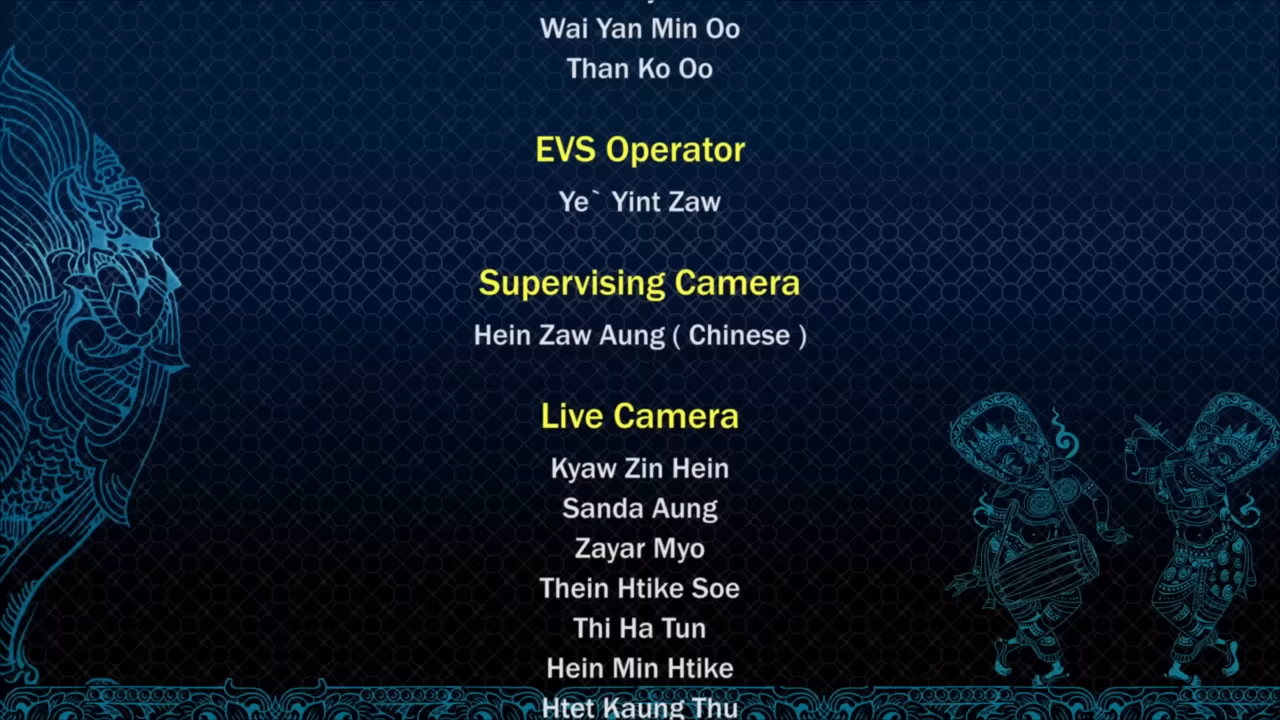 Wai Yan Min Oo
Than Ko Oo
EVS Operator
Ye` Yint Zaw
Supervising Camera
Hein Zaw Aung ( Chinese )
Live Camera
Kyaw Zin Hein
Sanda Aung
Zayar Myo
Thein Htike Soe
Thi Ha Tun
Hein Min Htike
Htet Kaung Thu